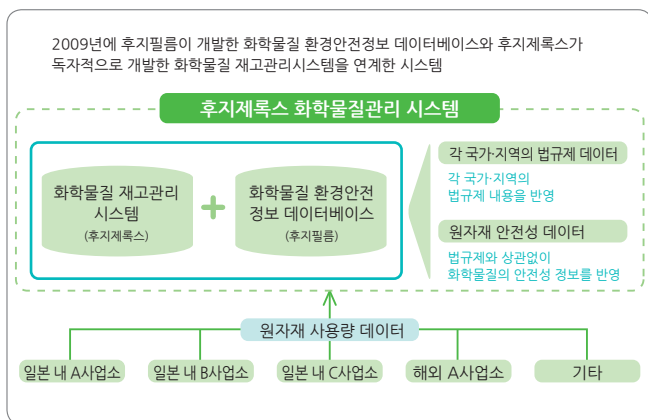 2009년에 후지필름이 개발한 화학물질 환경안전정보 데이터베이스와 후지제록스가
독자적으로 개발한 화학물질 재고관리시스템을 연계한 시스템
후지제록스 화학물질관리 시스템
화학물질 재고관리
시스템
(후지제록스)
+
화학물질 환경안전
정보 데이터베이스
(후지필름)
각 국가·지역의 법규제 데이터
각 국가·지역의
법규제 내용을 반영
원자재 안전성 데이터
법규제와 상관없이
화학물질의 안전성 정보를 반영
원자재 사용량 데이터
일본 내 A사업소
일본 내 B사업소
일본 내 C사업소
해외 A사업소
기타